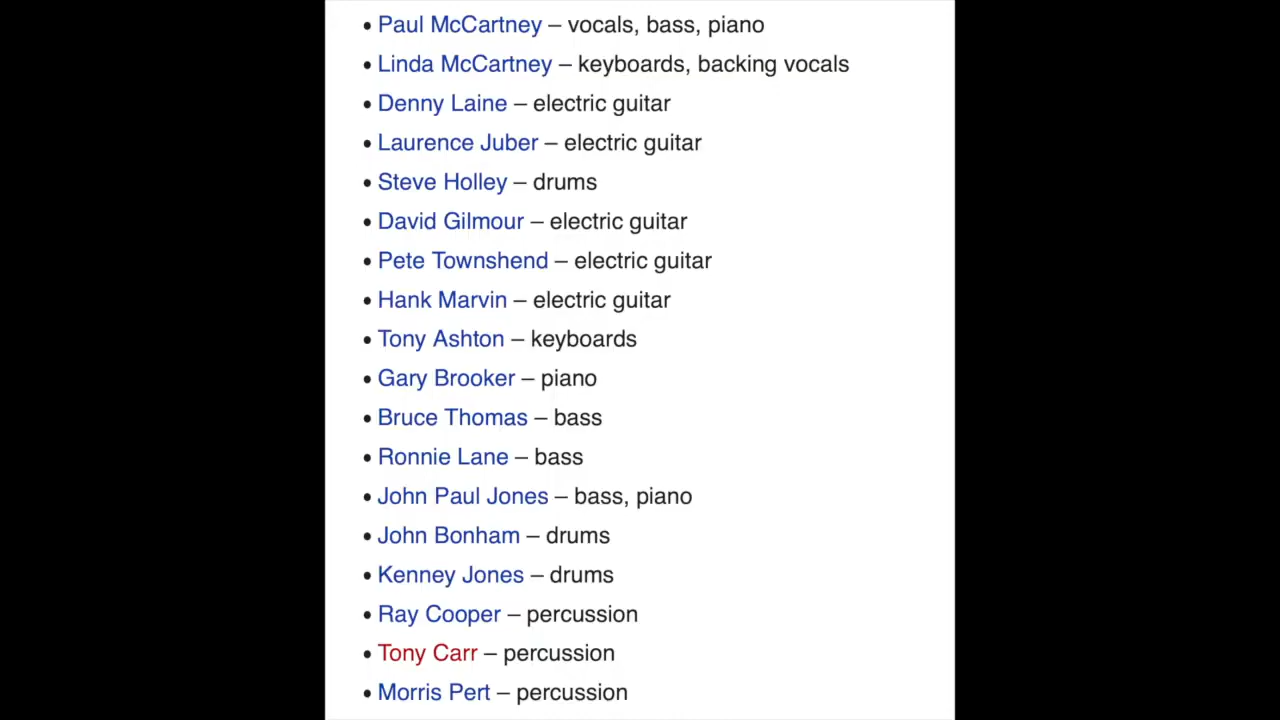 • Paul McCartney – vocals, bass, piano
• Linda McCartney – keyboards, backing vocals
• Denny Laine – electric guitar
• Laurence Juber – electric guitar
• Steve Holley – drums
• David Gilmour – electric guitar
• Pete Townshend – electric guitar
• Hank Marvin – electric guitar
• Tony Ashton – keyboards
• Gary Brooker – piano
• Bruce Thomas – bass
• Ronnie Lane – bass
• John Paul Jones – bass, piano
• John Bonham – drums
• Kenney Jones – drums
• Ray Cooper – percussion
• Tony Carr – percussion
• Morris Pert – percussion